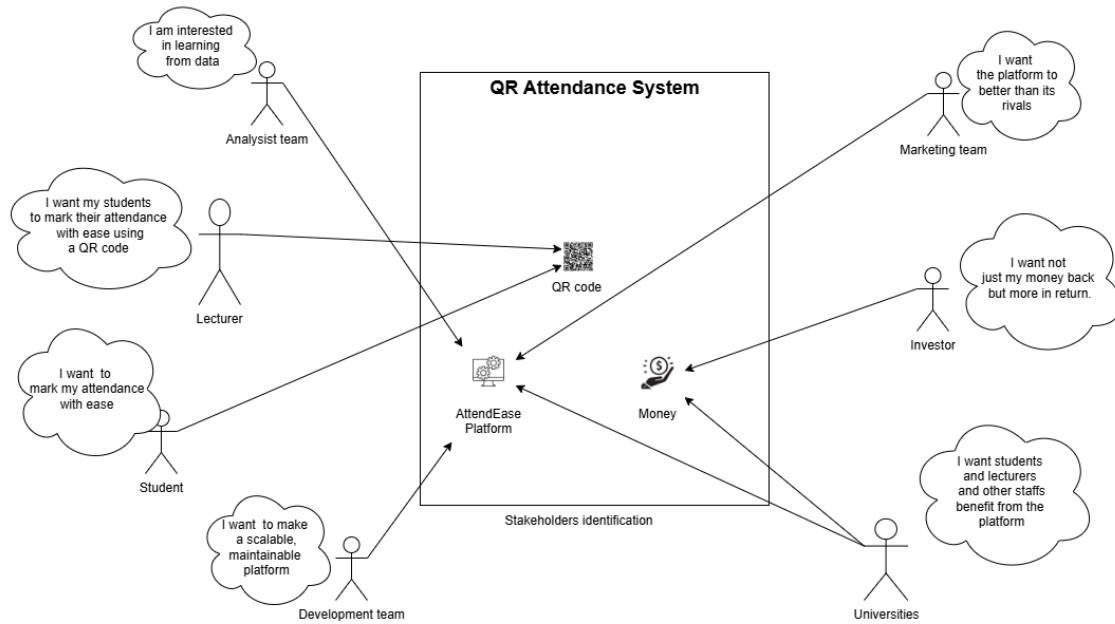 I am interested
in learning
from data
Analysist team
QR Attendance System
I want
the platform to
better than its
rivals
Marketing team
I want my students
to mark their attendance
with ease using
a QR code
Lecturer
QR code
I want not
just my money back
but more in return.
Investor
I want to
mark my attendance
with ease
Student
AttendEase
Platform
Money
I want students
and lecturers
and other staffs
benefit from the
platform
Universities
I want to make
a scalable,
maintainable
platform
Development team
Stakeholders identification